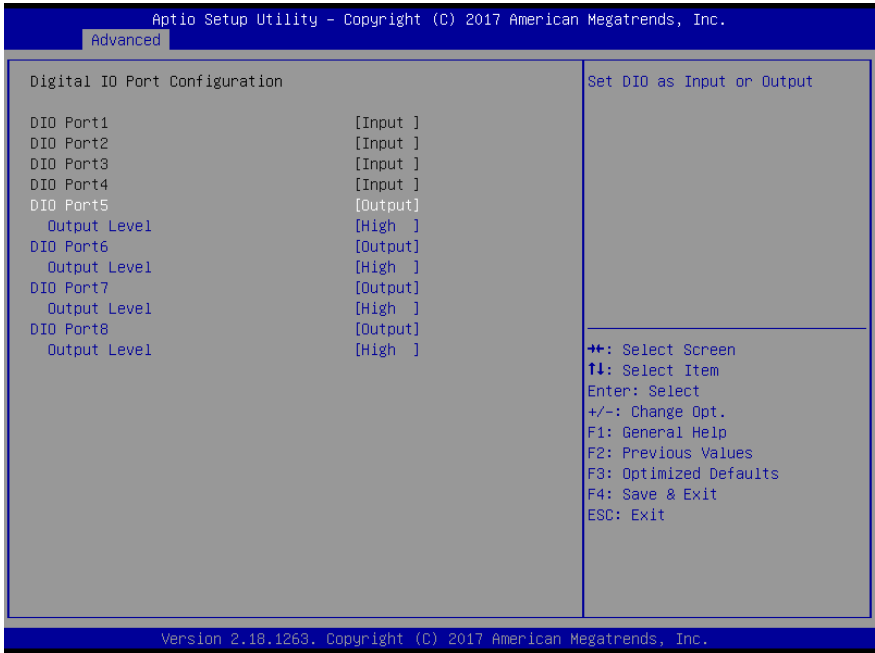 Aptio Setup Utility – Copyright (C) 2017 American Megatrends, Inc.
Advanced
Digital IO Port Configuration
DIO Port1 [Input ]
DIO Port2 [Input ]
DIO Port3 [Input ]
DIO Port4 [Input ]
DIO Port5 [Output]
Output Level [High ]
DIO Port6 [Output]
Output Level [High ]
DIO Port7 [Output]
Output Level [High ]
DIO Port8 [Output]
Output Level [High ]
Set DIO as Input or Output
→←: Select Screen
↑↓: Select Item
Enter: Select
+/-: Change Opt.
F1: General Help
F2: Previous Values
F3: Optimized Defaults
F4: Save & Exit
ESC: Exit
Version 2.18.1263. Copyright (C) 2017 American Megatrends, Inc.